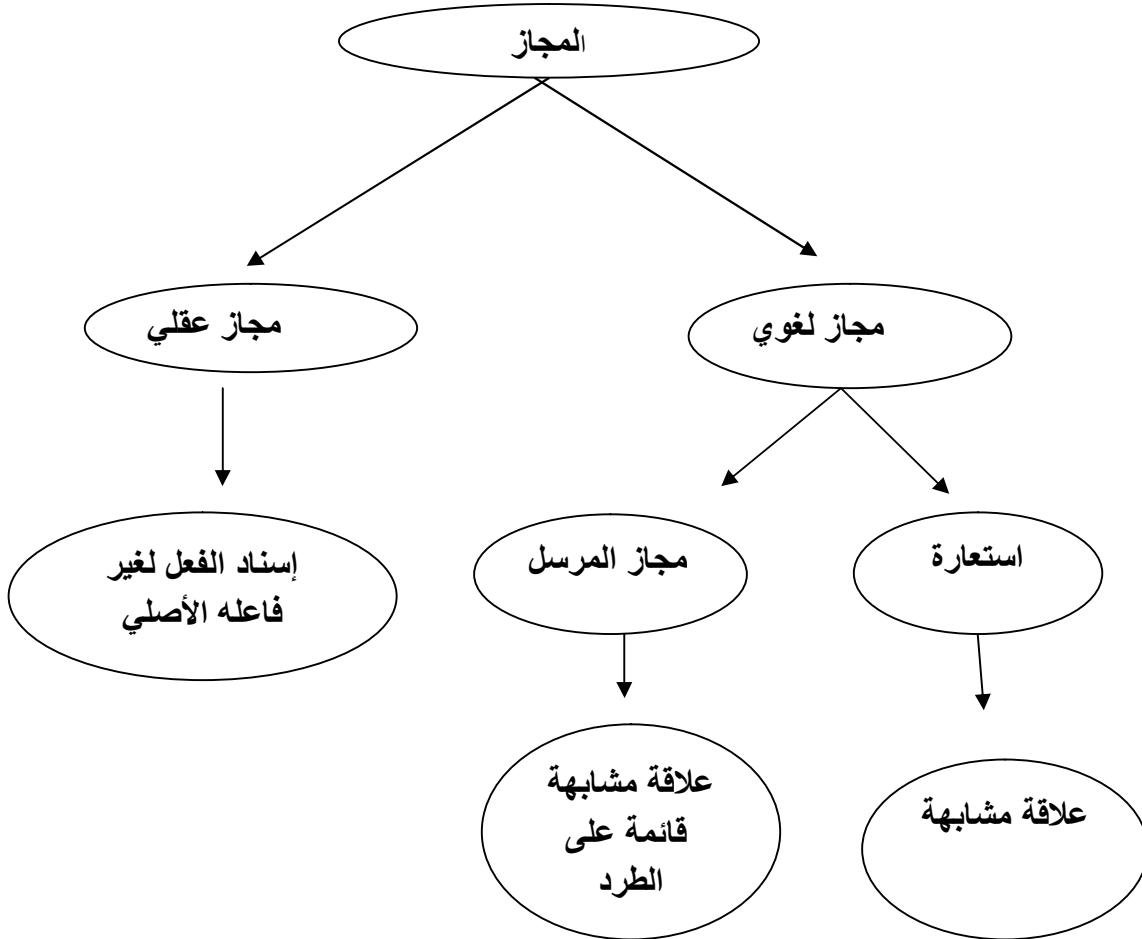 المجاز
مجاز لغوي
مجاز عقلي
استعارة
مجاز المرسل
إسناد الفعل لغير
فاعله الأصلي
علاقة مشابهة
علاقة مشابهة
قائمة على
الطرد